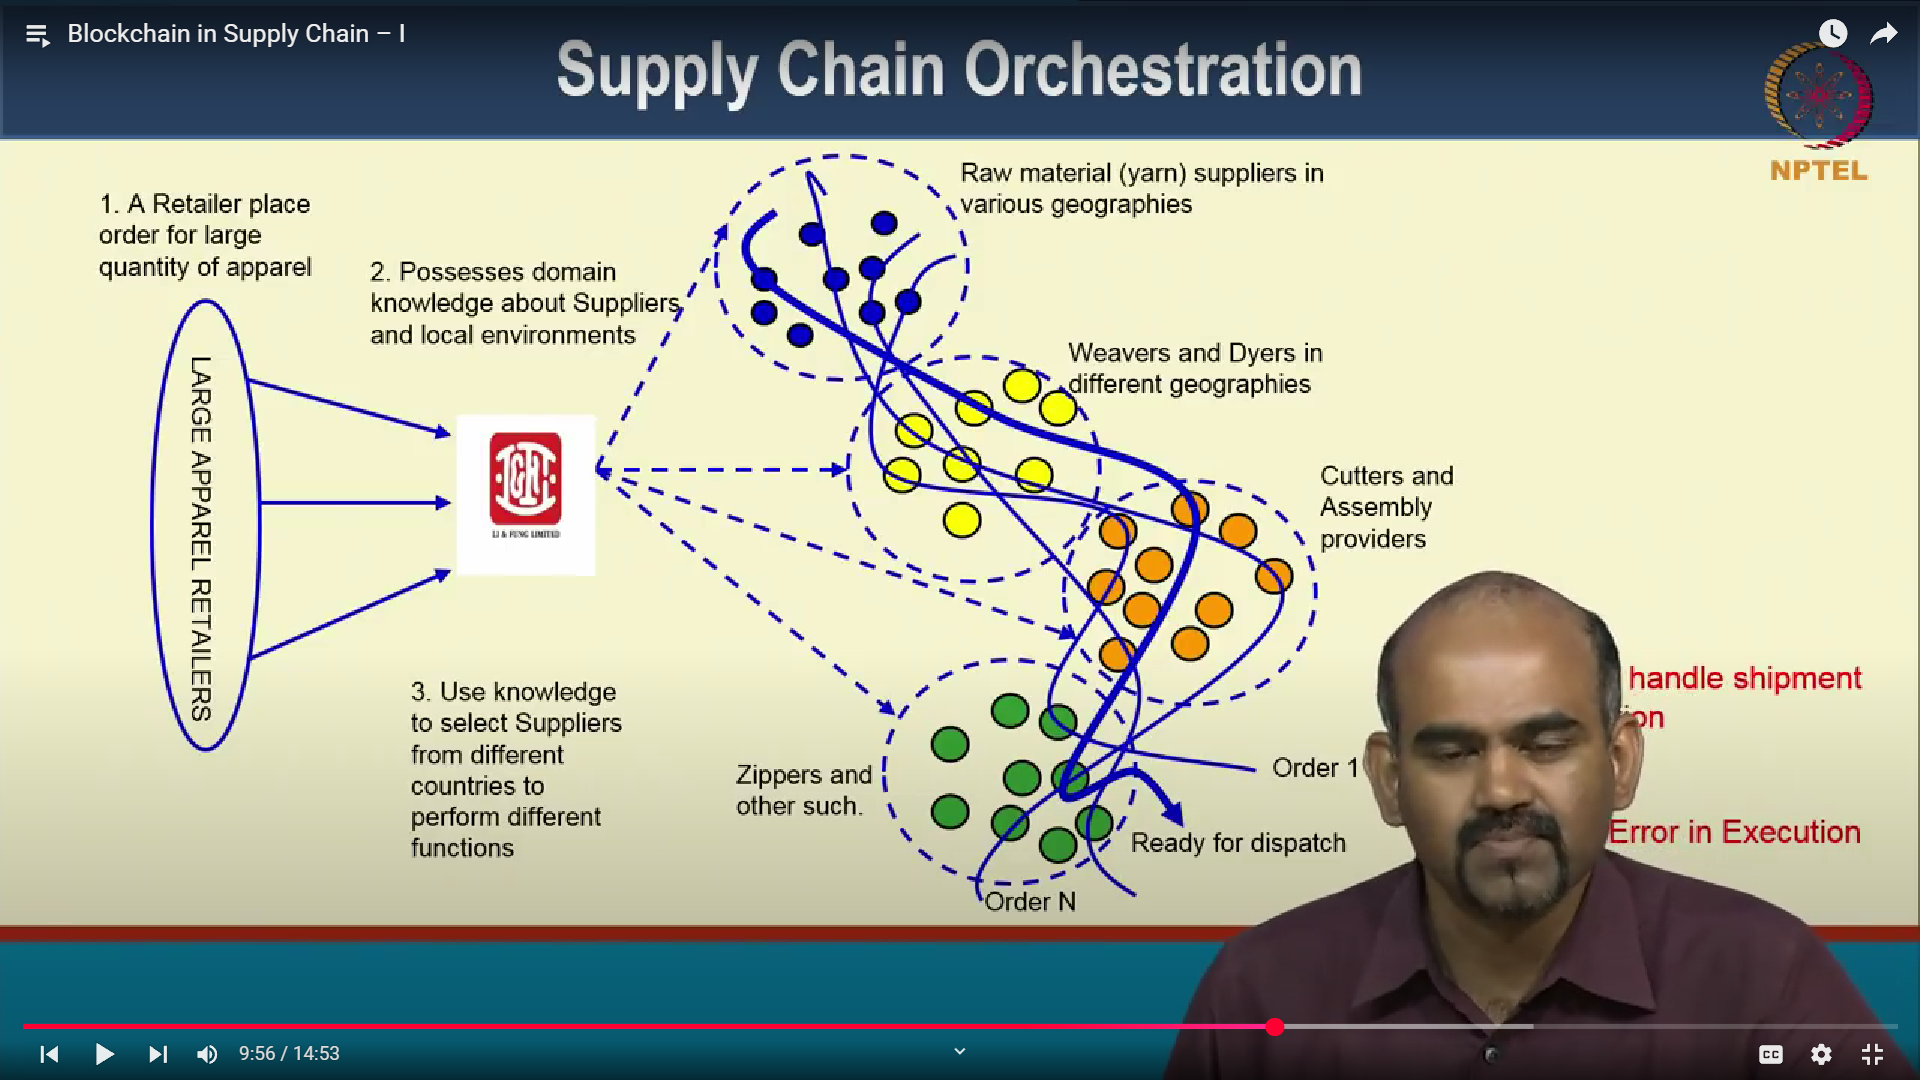 Blockchain in Supply Chain – I
Supply Chain Orchestration
NPTEL
1. A Retailer place
order for large
quantity of apparel
2. Possesses domain
knowledge about Suppliers
and local environments
Raw material (yarn) suppliers in
various geographies
Weavers and Dyers in
different geographies
Cutters and
Assembly
providers
LARGE APPAREL RETAILERS
LI & FUNG LIMITED
3. Use knowledge
to select Suppliers
from different
countries to
perform different
functions
Zippers and
other such.
handle shipment
on
Order 1
Error in Execution
Ready for dispatch
Order N
9:56 / 14:53
CC